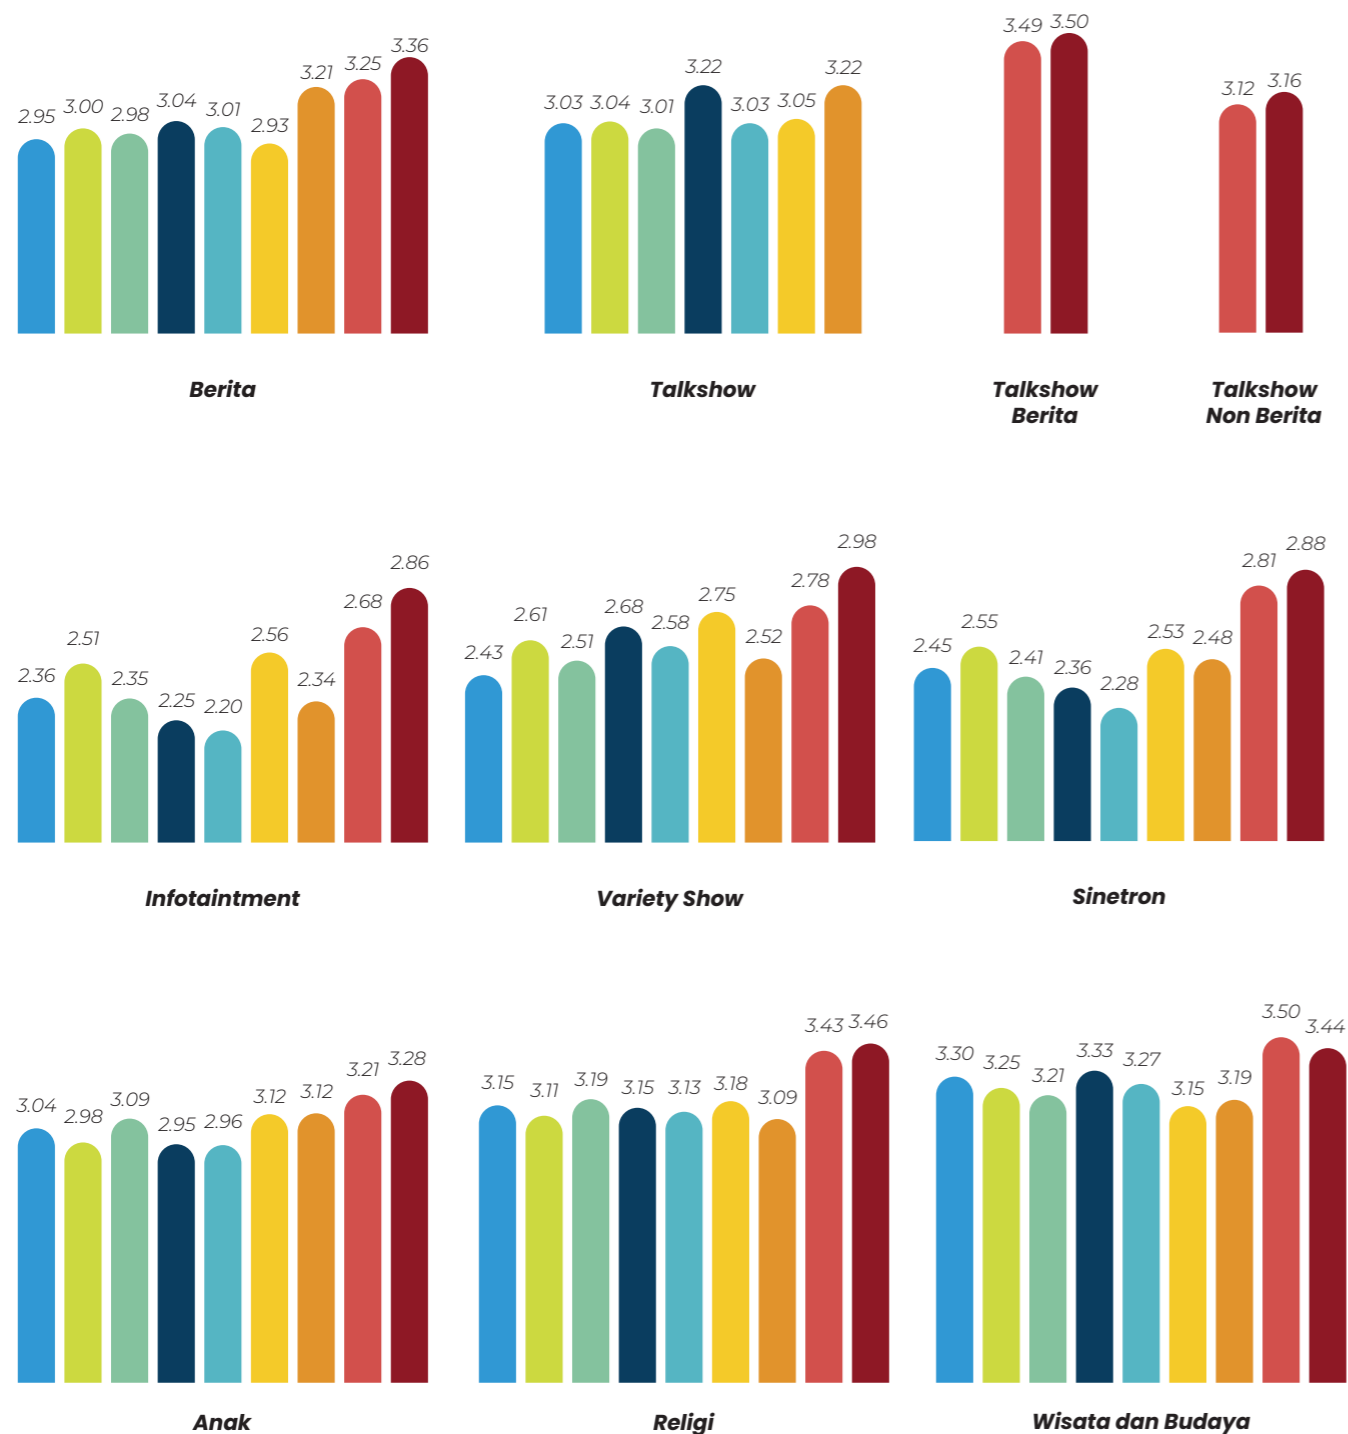 2.95 3.00 2.98 3.04 3.01 2.93 3.21 3.25 3.36
Berita
3.03 3.04 3.01 3.22 3.03 3.05 3.22
Talkshow
3.49 3.50
Talkshow
Berita
3.12 3.16
Talkshow
Non Berita
2.36 2.51 2.35 2.25 2.20 2.56 2.34 2.68 2.86
Infotaintment
2.43 2.61 2.51 2.68 2.58 2.75 2.52 2.78 2.98
Variety Show
2.45 2.55 2.41 2.36 2.28 2.53 2.48 2.81 2.88
Sinetron
3.04 2.98 3.09 2.95 2.96 3.12 3.12 3.21 3.28
Anak
3.15 3.11 3.19 3.15 3.13 3.18 3.09 3.43 3.46
Religi
3.30 3.25 3.21 3.33 3.27 3.15 3.19 3.50 3.44
Wisata dan Budaya